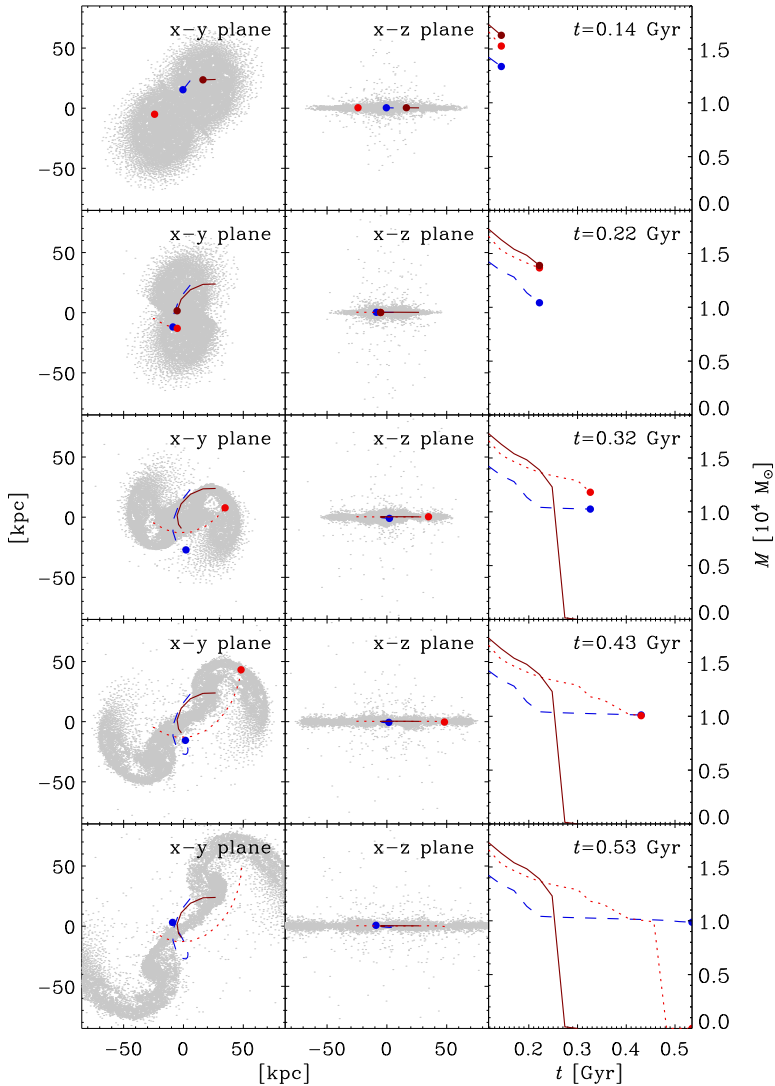 x−y plane
x−z plane
t=0.14 Gyr
50
0
−50
1.5
1.0
0.5
0.0
x−y plane
x−z plane
t=0.22 Gyr
50
0
−50
1.5
1.0
0.5
0.0
x−y plane
x−z plane
t=0.32 Gyr
50
0
−50
[kpc]
1.5
1.0
0.5
0.0
M [10⁴ M⊙]
x−y plane
x−z plane
t=0.43 Gyr
50
0
−50
1.5
1.0
0.5
0.0
x−y plane
x−z plane
t=0.53 Gyr
50
0
−50
1.5
1.0
0.5
0.0
−50 0 50
−50 0 50
0.2 0.3 0.4 0.5
[kpc]
[kpc]
t [Gyr]